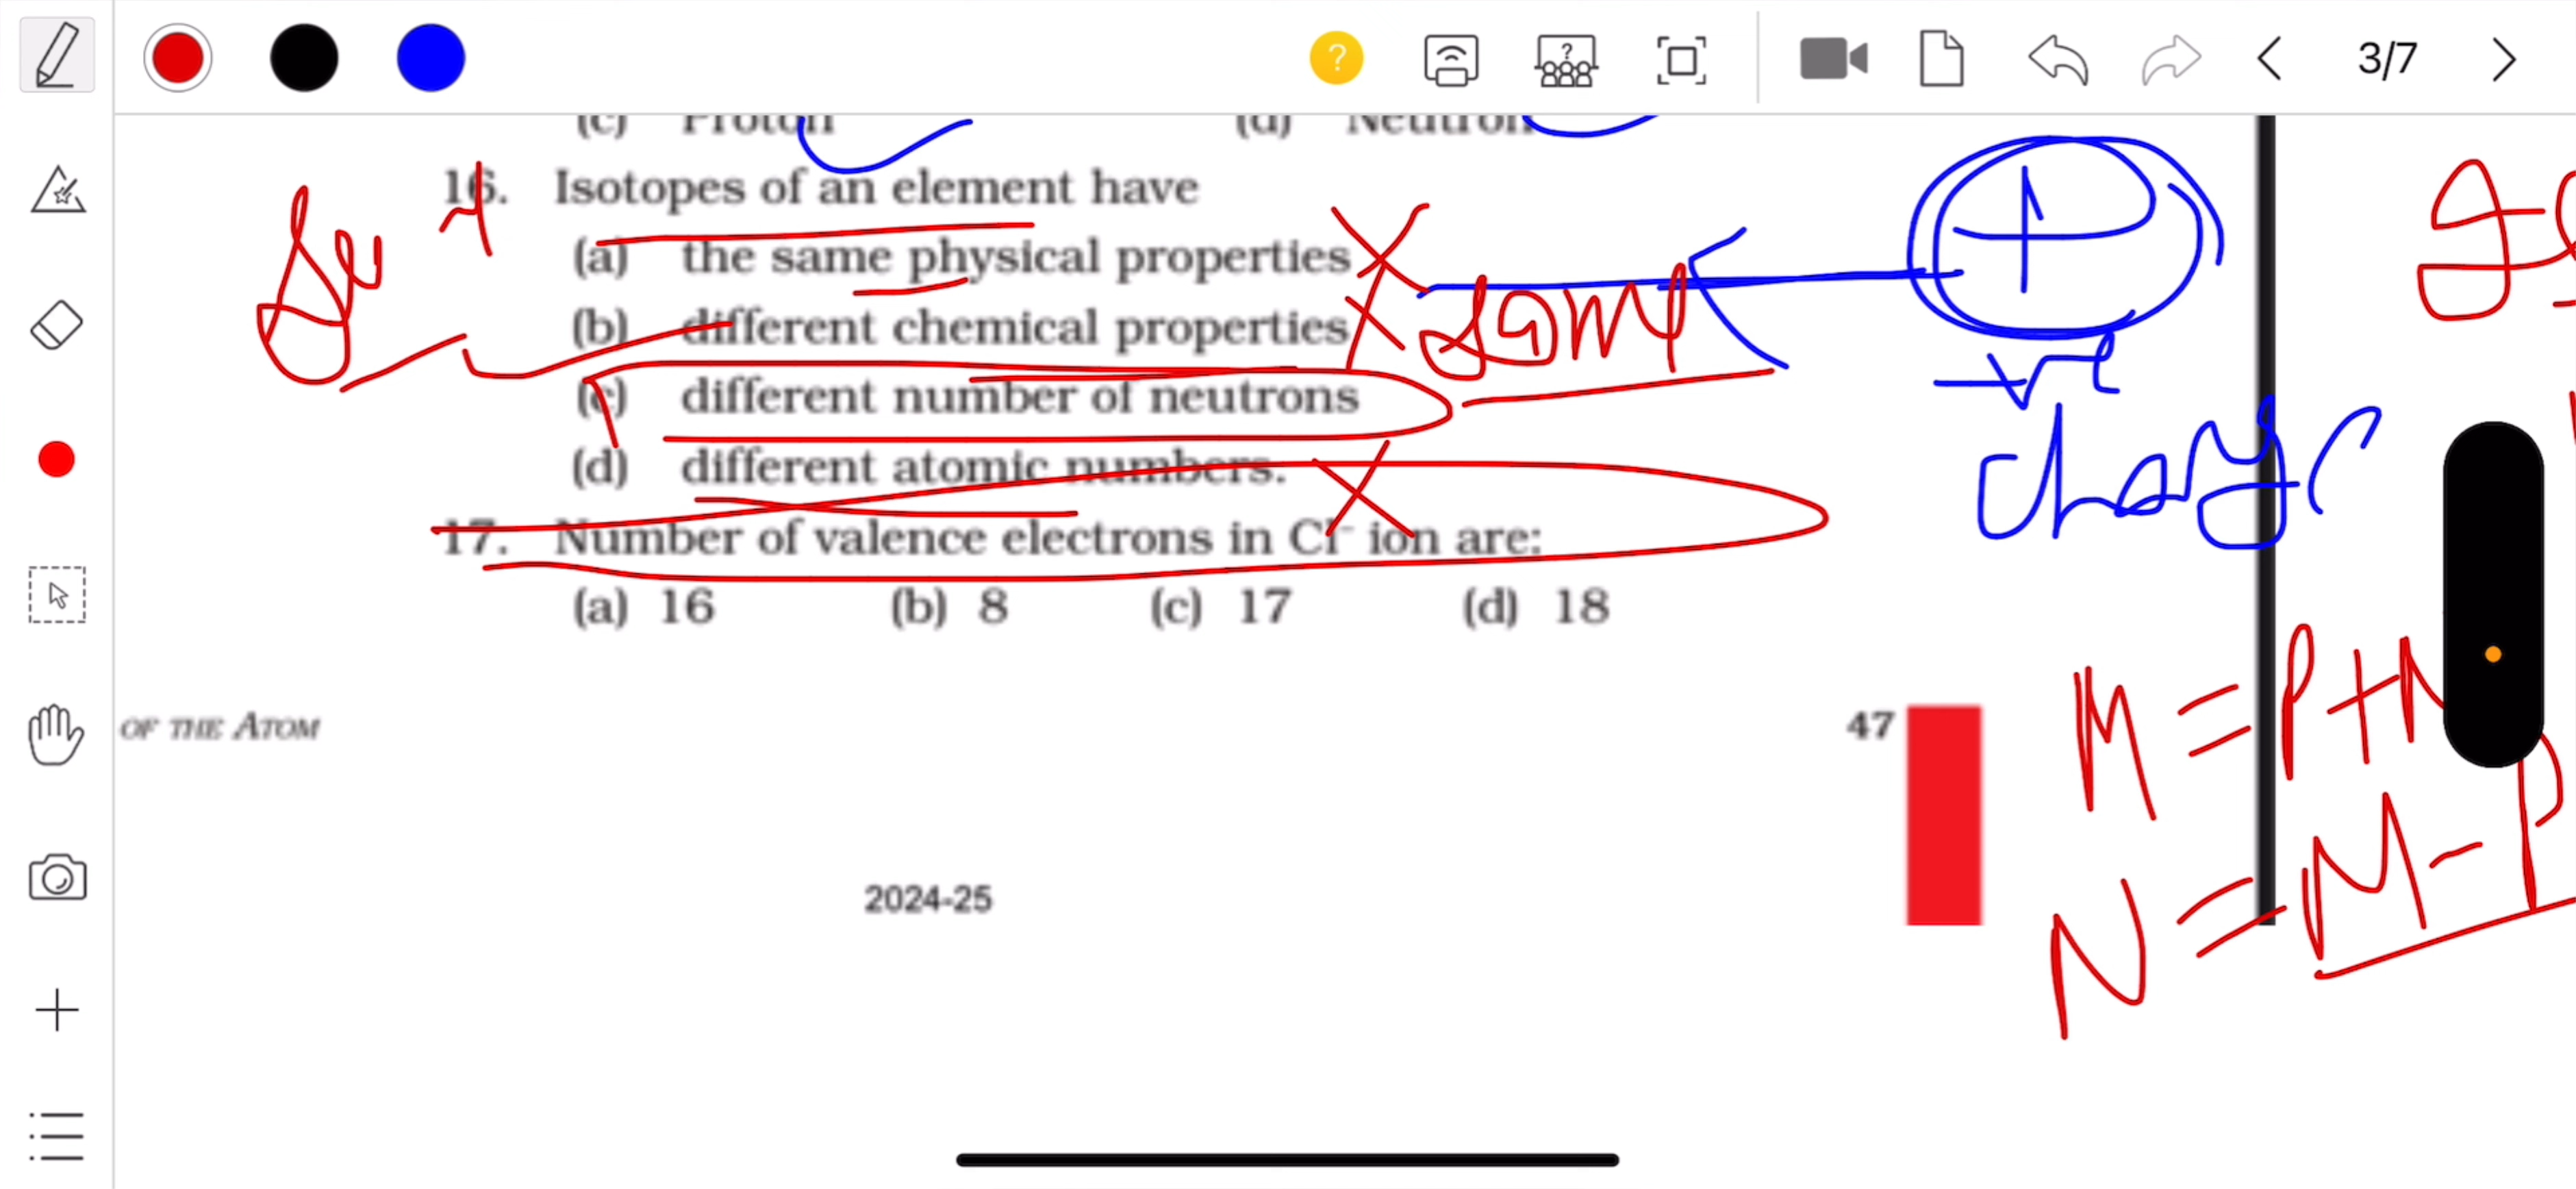 3/7
(c) Proton (d) Neutron
16. Isotopes of an element have
(a) the same physical properties
(b) different chemical properties
same
(c) different number of neutrons
(d) different atomic numbers.
+ve
charge
17. Number of valence electrons in Cl⁻ ion are:
(a) 16 (b) 8 (c) 17 (d) 18
M = P+N
OF THE ATOM 47
N = M-P
2024-25